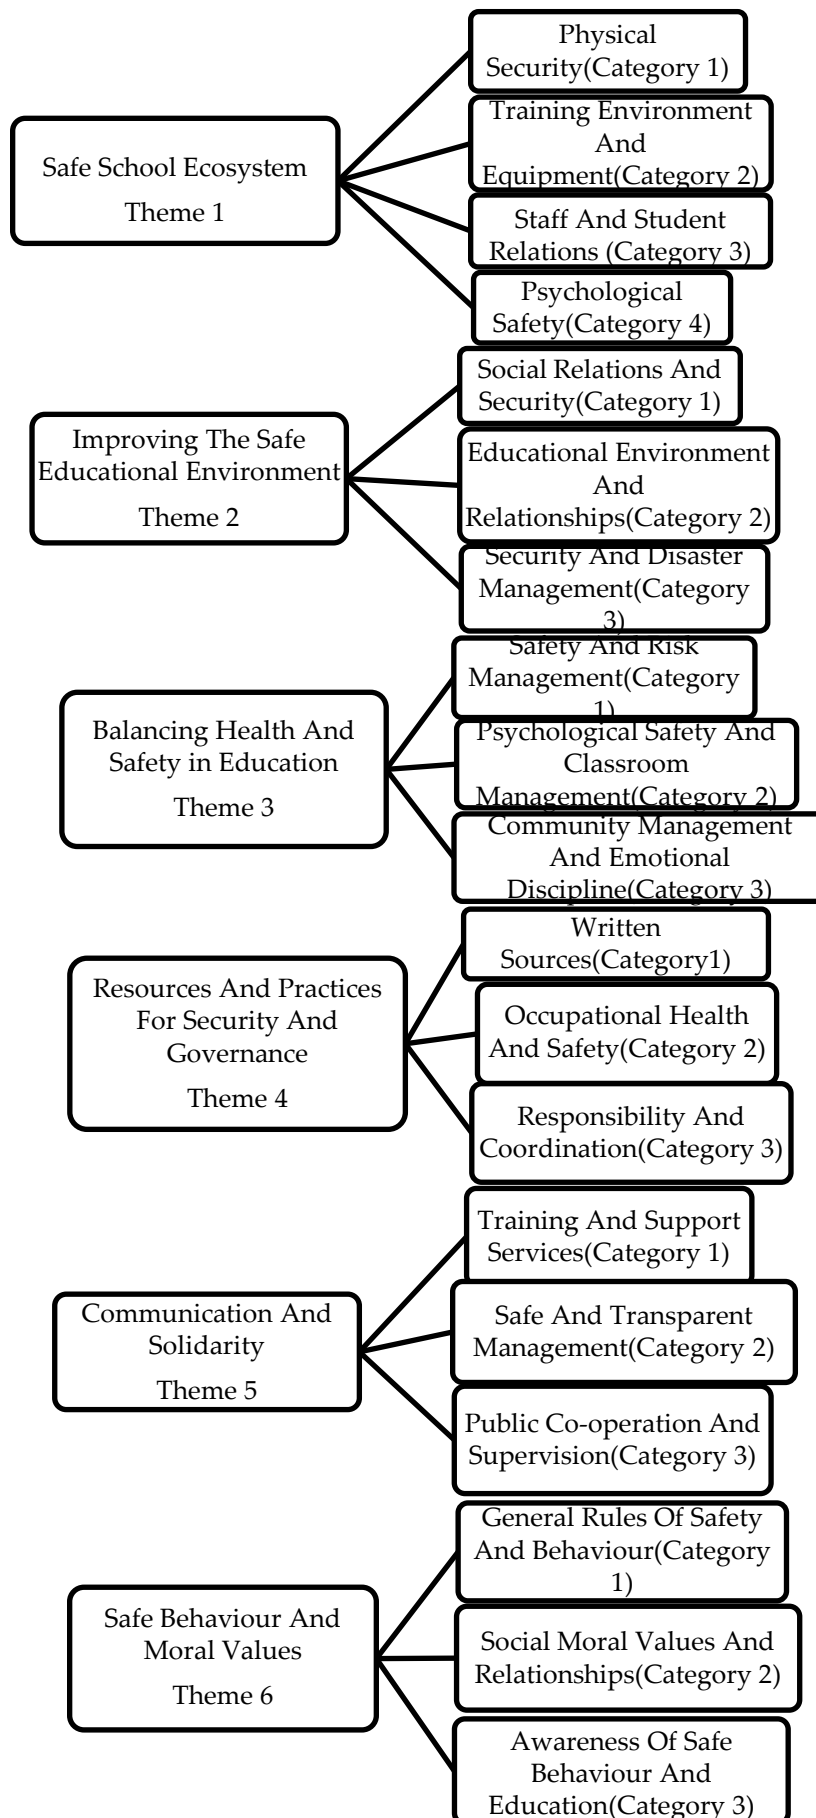 Safe School Ecosystem
Theme 1
Physical
Security(Category 1)
Training Environment
And
Equipment(Category 2)
Staff And Student
Relations (Category 3)
Psychological
Safety(Category 4)
Improving The Safe
Educational Environment
Theme 2
Social Relations And
Security(Category 1)
Educational Environment
And
Relationships(Category 2)
Security And Disaster
Management(Category
3)
Balancing Health And
Safety in Education
Theme 3
Safety And Risk
Management(Category
1)
Psychological Safety And
Classroom
Management(Category 2)
Community Management
And Emotional
Discipline(Category 3)
Resources And Practices
For Security And
Governance
Theme 4
Written
Sources(Category1)
Occupational Health
And Safety(Category 2)
Responsibility And
Coordination(Category 3)
Communication And
Solidarity
Theme 5
Training And Support
Services(Category 1)
Safe And Transparent
Management(Category 2)
Public Co-operation And
Supervision(Category 3)
Safe Behaviour And
Moral Values
Theme 6
General Rules Of Safety
And Behaviour(Category
1)
Social Moral Values And
Relationships(Category 2)
Awareness Of Safe
Behaviour And
Education(Category 3)